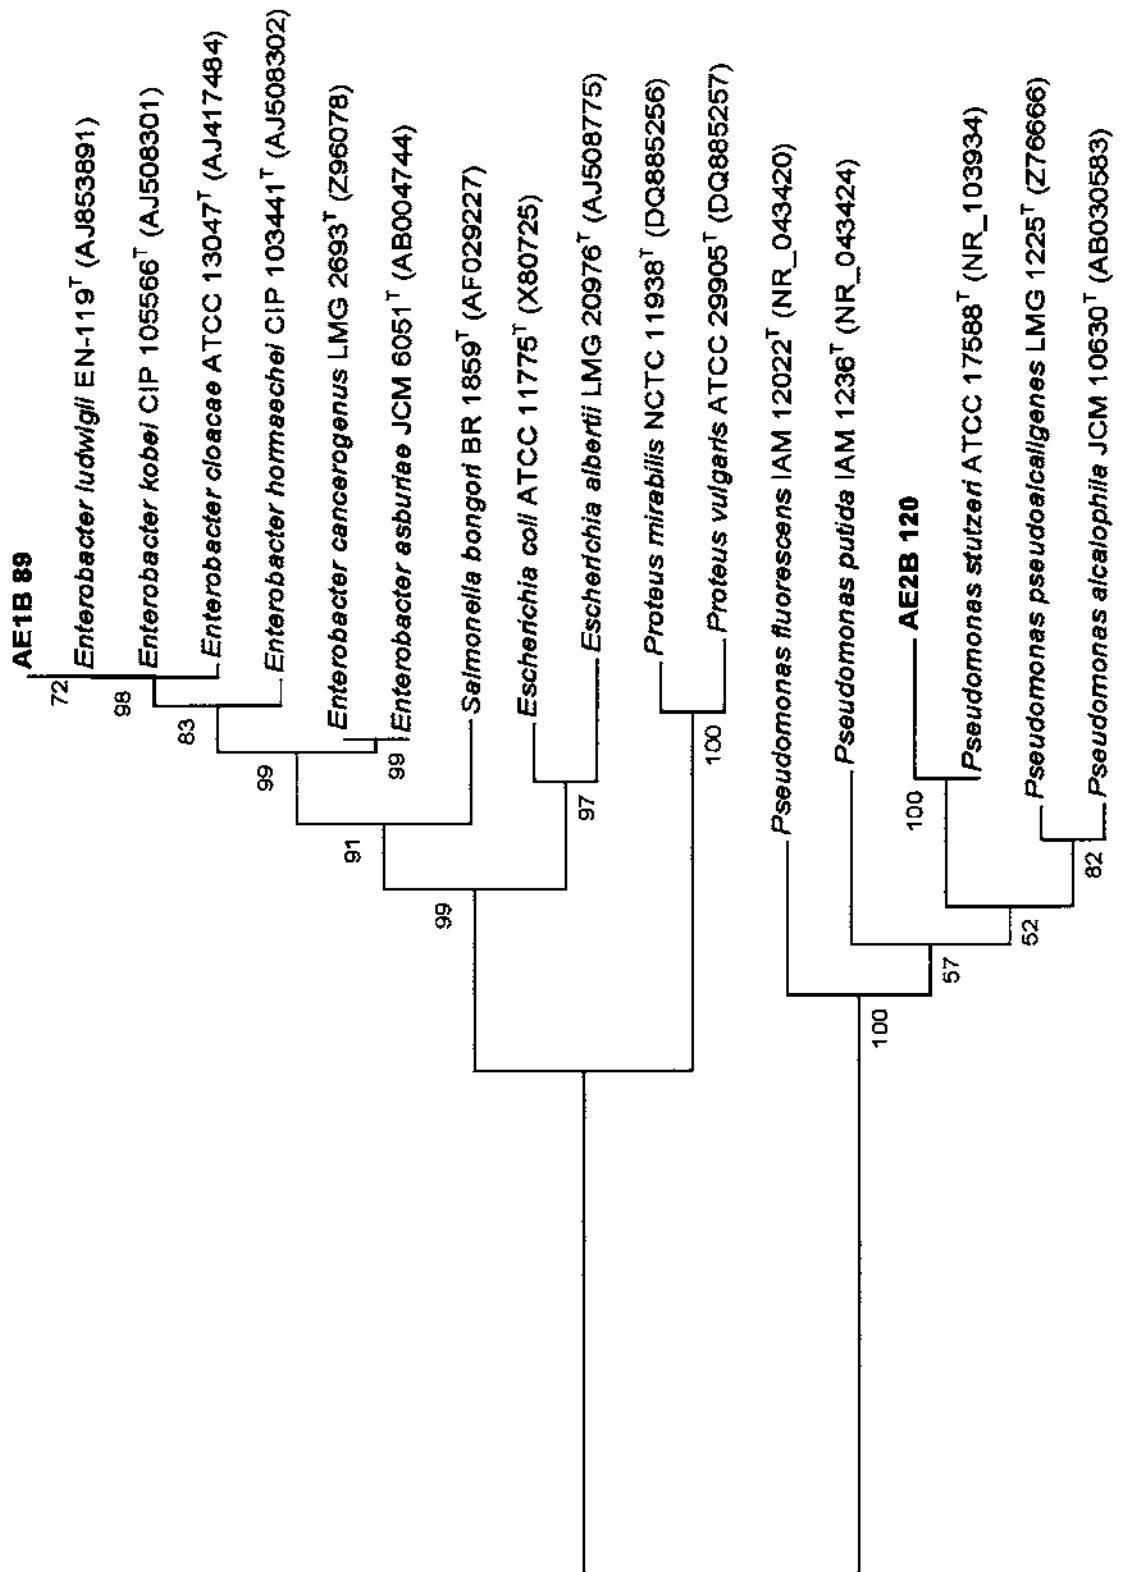 AE1B 89
Enterobacter ludwigii EN-119ᵀ (AJ853891)
Enterobacter kobei CIP 105566ᵀ (AJ508301)
Enterobacter cloacae ATCC 13047ᵀ (AJ417484)
Enterobacter hormaechei CIP 103441ᵀ (AJ508302)
Enterobacter cancerogenus LMG 2693ᵀ (Z96078)
Enterobacter asburiae JCM 6051ᵀ (AB004744)
Salmonella bongori BR 1859ᵀ (AF029227)
Escherichia coli ATCC 11775ᵀ (X80725)
Escherichia albertii LMG 20976ᵀ (AJ508775)
Proteus mirabilis NCTC 11938ᵀ (DQ885256)
Proteus vulgaris ATCC 29905ᵀ (DQ885257)
Pseudomonas fluorescens IAM 12022ᵀ (NR_043420)
Pseudomonas putida IAM 1236ᵀ (NR_043424)
AE2B 120
Pseudomonas stutzeri ATCC 17588ᵀ (NR_103934)
Pseudomonas pseudoalcaligenes LMG 1225ᵀ (Z76666)
Pseudomonas alcalophila JCM 10630ᵀ (AB030583)
72
98
83
99
99
91
99
97
100
100
57
52
100
82